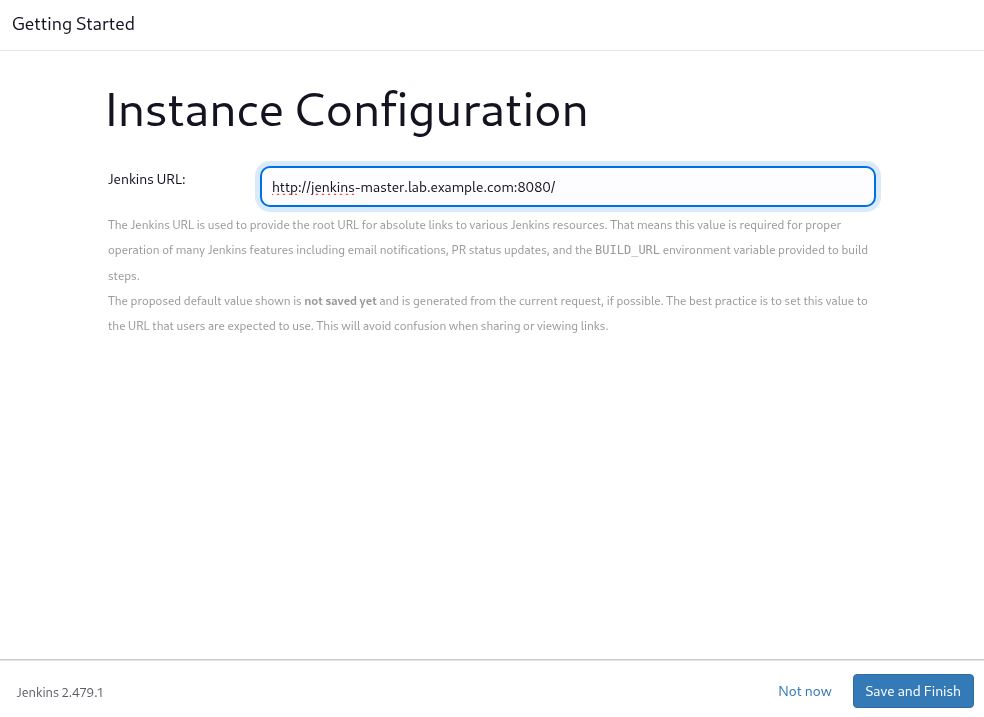 Getting Started
Instance Configuration
Jenkins URL:
http://jenkins-master.lab.example.com:8080/
The Jenkins URL is used to provide the root URL for absolute links to various Jenkins resources. That means this value is required for proper
operation of many Jenkins features including email notifications, PR status updates, and the BUILD_URL environment variable provided to build
steps.
The proposed default value shown is not saved yet and is generated from the current request, if possible. The best practice is to set this value to
the URL that users are expected to use. This will avoid confusion when sharing or viewing links.
Jenkins 2.479.1
Not now
Save and Finish